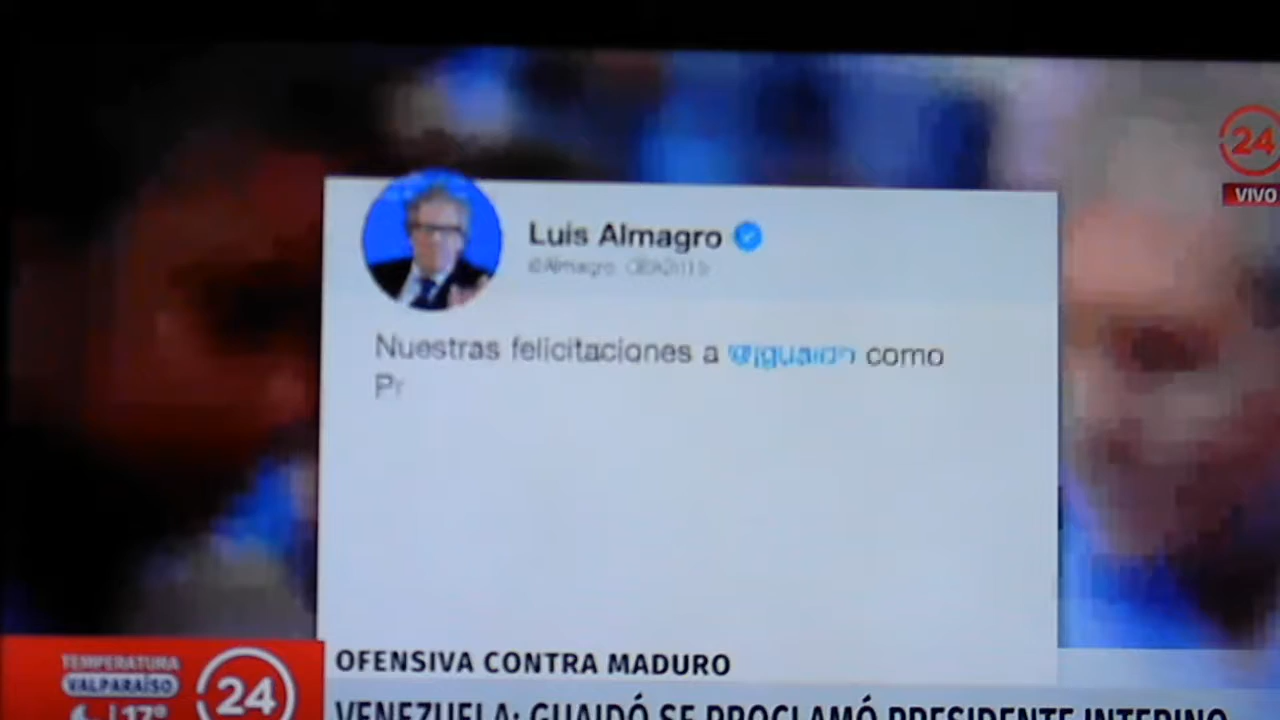 24
VIVO
Luis Almagro
Nuestras felicitaciones a @jguaido como
Pr
OFENSIVA CONTRA MADURO
TEMPERATURA
VALPARAÍSO
24
17°
VENEZUELA: GUAIDÓ SE PROCLAMÓ PRESIDENTE INTERINO